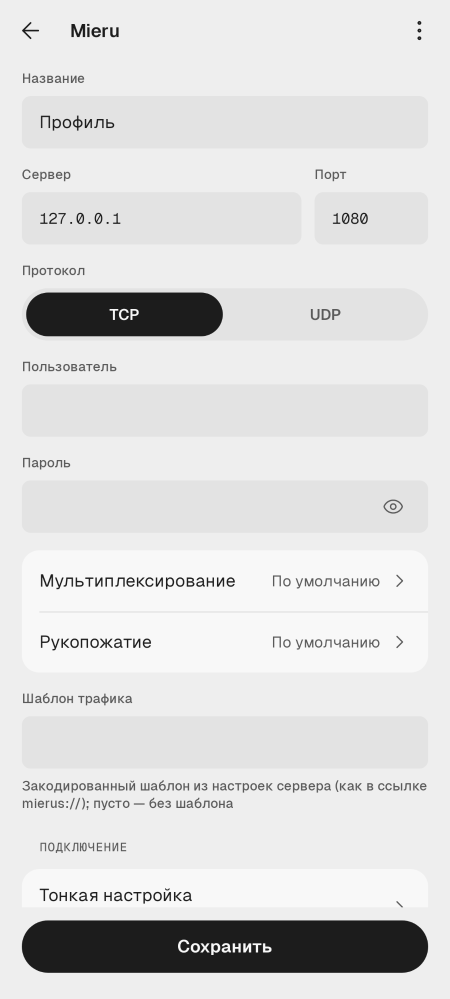 Mieru
Название
Профиль
Сервер
Порт
127.0.0.1
1080
Протокол
TCP
UDP
Пользователь
Пароль
Мультиплексирование
По умолчанию
Рукопожатие
По умолчанию
Шаблон трафика
Закодированный шаблон из настроек сервера (как в ссылке
mierus://); пусто — без шаблона
ПОДКЛЮЧЕНИЕ
Тонкая настройка
Сохранить